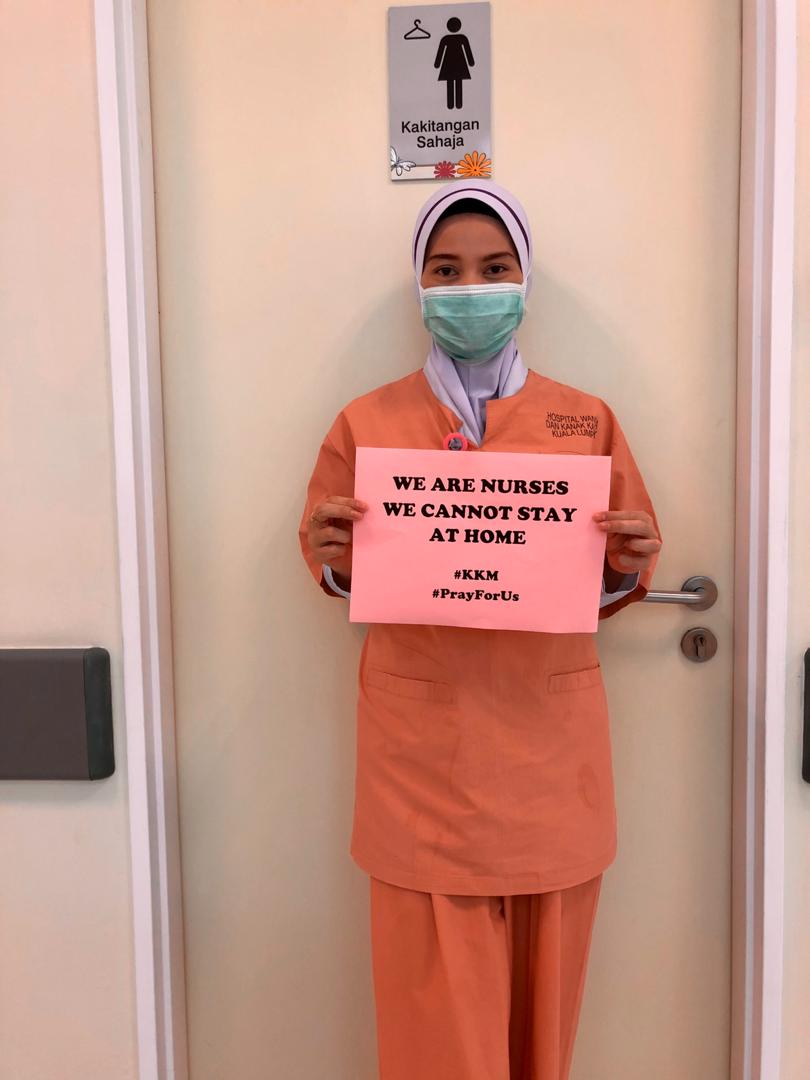 Kakitangan
Sahaja
HOSPITAL
DAN KANAK
KUALA
WE ARE NURSES
WE CANNOT STAY
AT HOME
#KKM
#PrayForUs